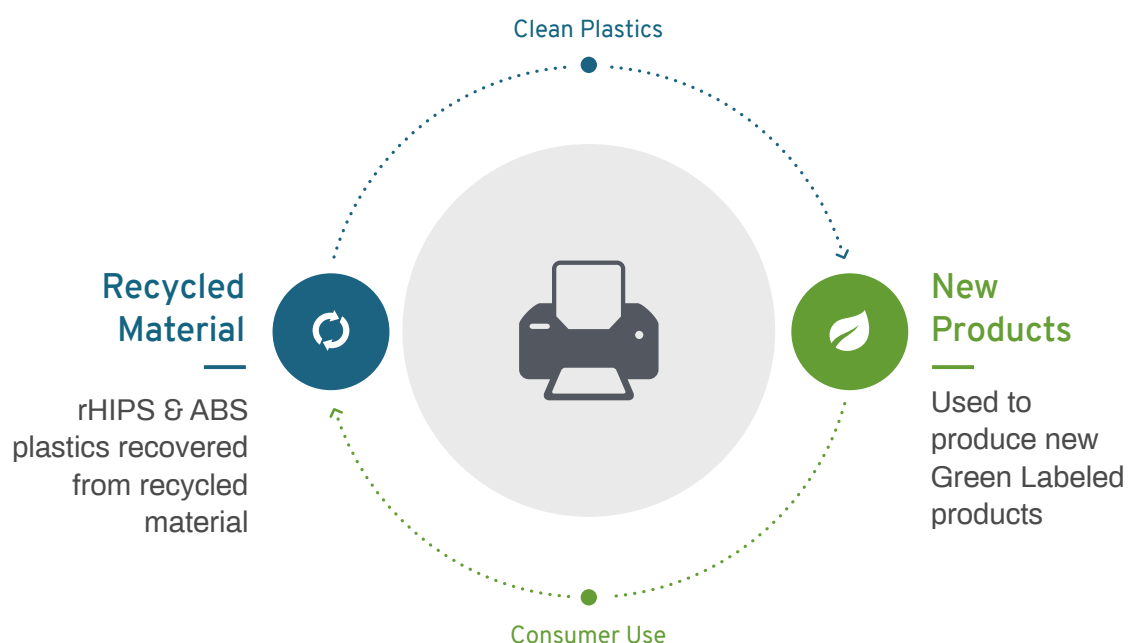 Clean Plastics
Recycled
Material
rHIPS & ABS
plastics recovered
from recycled
material
New
Products
Used to
produce new
Green Labeled
products
Consumer Use